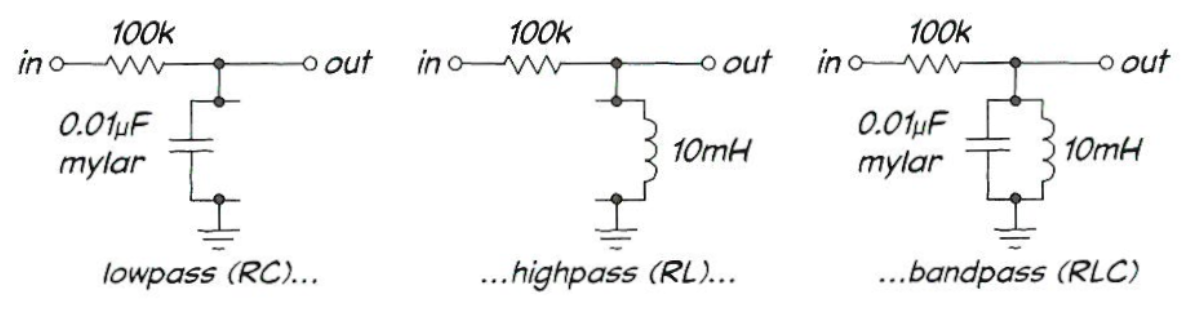 100k
in
out
0.01µF
mylar
lowpass (RC)...
100k
in
out
10mH
...highpass (RL)...
100k
in
out
0.01µF
mylar
10mH
...bandpass (RLC)